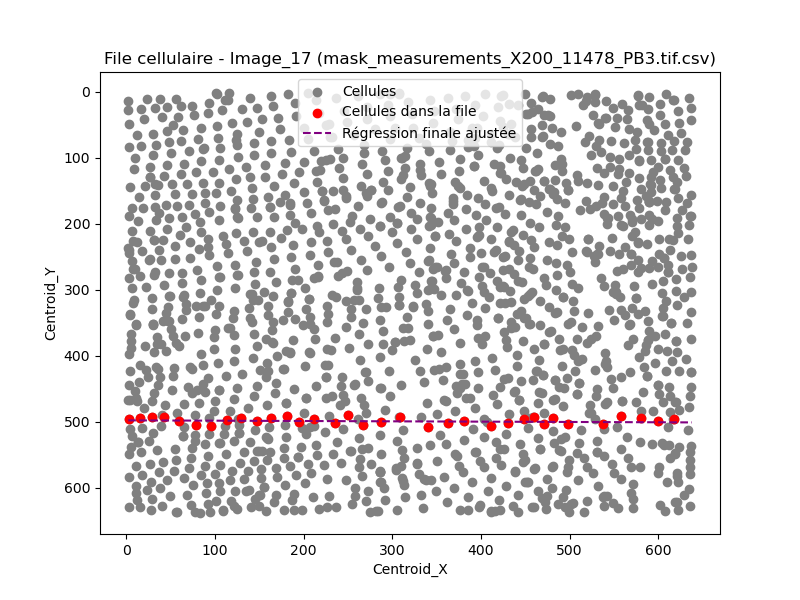 File cellulaire - Image_17 (mask_measurements_X200_11478_PB3.tif.csv)
Cellules
Cellules dans la file
Régression finale ajustée
Centroid_Y
0
100
200
300
400
500
600
0 100 200 300 400 500 600
Centroid_X